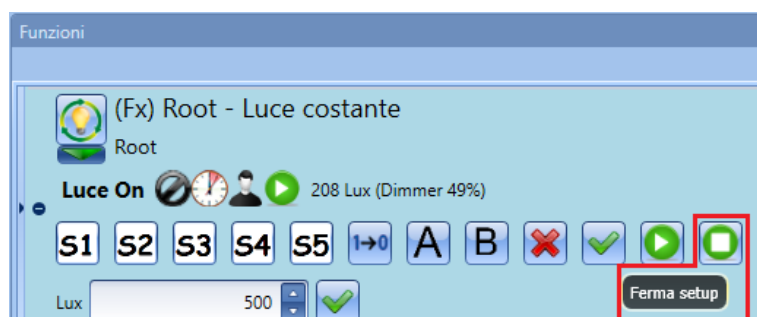 Funzioni
(Fx) Root - Luce costante
Root
Luce On 208 Lux (Dimmer 49%)
S1 S2 S3 S4 S5 1→0 A B
Lux 500
Ferma setup